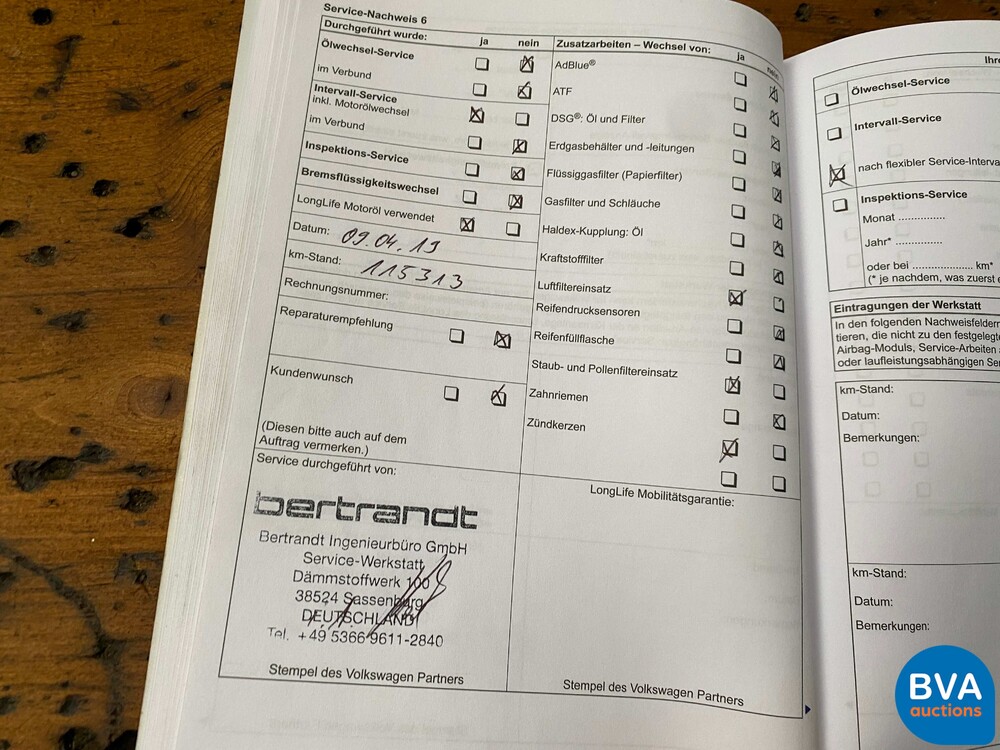 Service-Nachweis 6
Durchgeführt wurde: ja nein
Ölwechsel-Service
im Verbund
Intervall-Service
inkl. Motorölwechsel
im Verbund
Inspektions-Service
Bremsflüssigkeitswechsel
LongLife Motoröl verwendet
Datum: 09.04.19
km-Stand: 115313
Rechnungsnummer:
Reparaturempfehlung
Kundenwunsch
(Diesen bitte auch auf dem
Auftrag vermerken.)
Service durchgeführt von:
bertrandt
Bertrandt Ingenieurbüro GmbH
Service-Werkstatt
Dämmstoffwerk 100
38524 Sassenburg
DEUTSCHLAND
Tel. +49 5366 9611-2840
Stempel des Volkswagen Partners
Zusatzarbeiten – Wechsel von: ja nein
AdBlue®
ATF
DSG®: Öl und Filter
Erdgasbehälter und -leitungen
Flüssiggasfilter (Papierfilter)
Gasfilter und Schläuche
Haldex-Kupplung: Öl
Kraftstofffilter
Luftfiltereinsatz
Reifendrucksensoren
Reifenfüllflasche
Staub- und Pollenfiltereinsatz
Zahnriemen
Zündkerzen
LongLife Mobilitätsgarantie:
Stempel des Volkswagen Partners
Ihre
Ölwechsel-Service
Intervall-Service
nach flexibler Service-Interva
Inspektions-Service
Monat ...............
Jahr* ...............
oder bei .................... km*
(* je nachdem, was zuerst
Eintragungen der Werkstatt
In den folgenden Nachweisfeldern
tieren, die nicht zu den festgelegte
Airbag-Moduls, Service-Arbeiten
oder laufleistungsabhängigen Ser
km-Stand:
Datum:
Bemerkungen:
km-Stand:
Datum:
Bemerkungen:
BVA
auctions